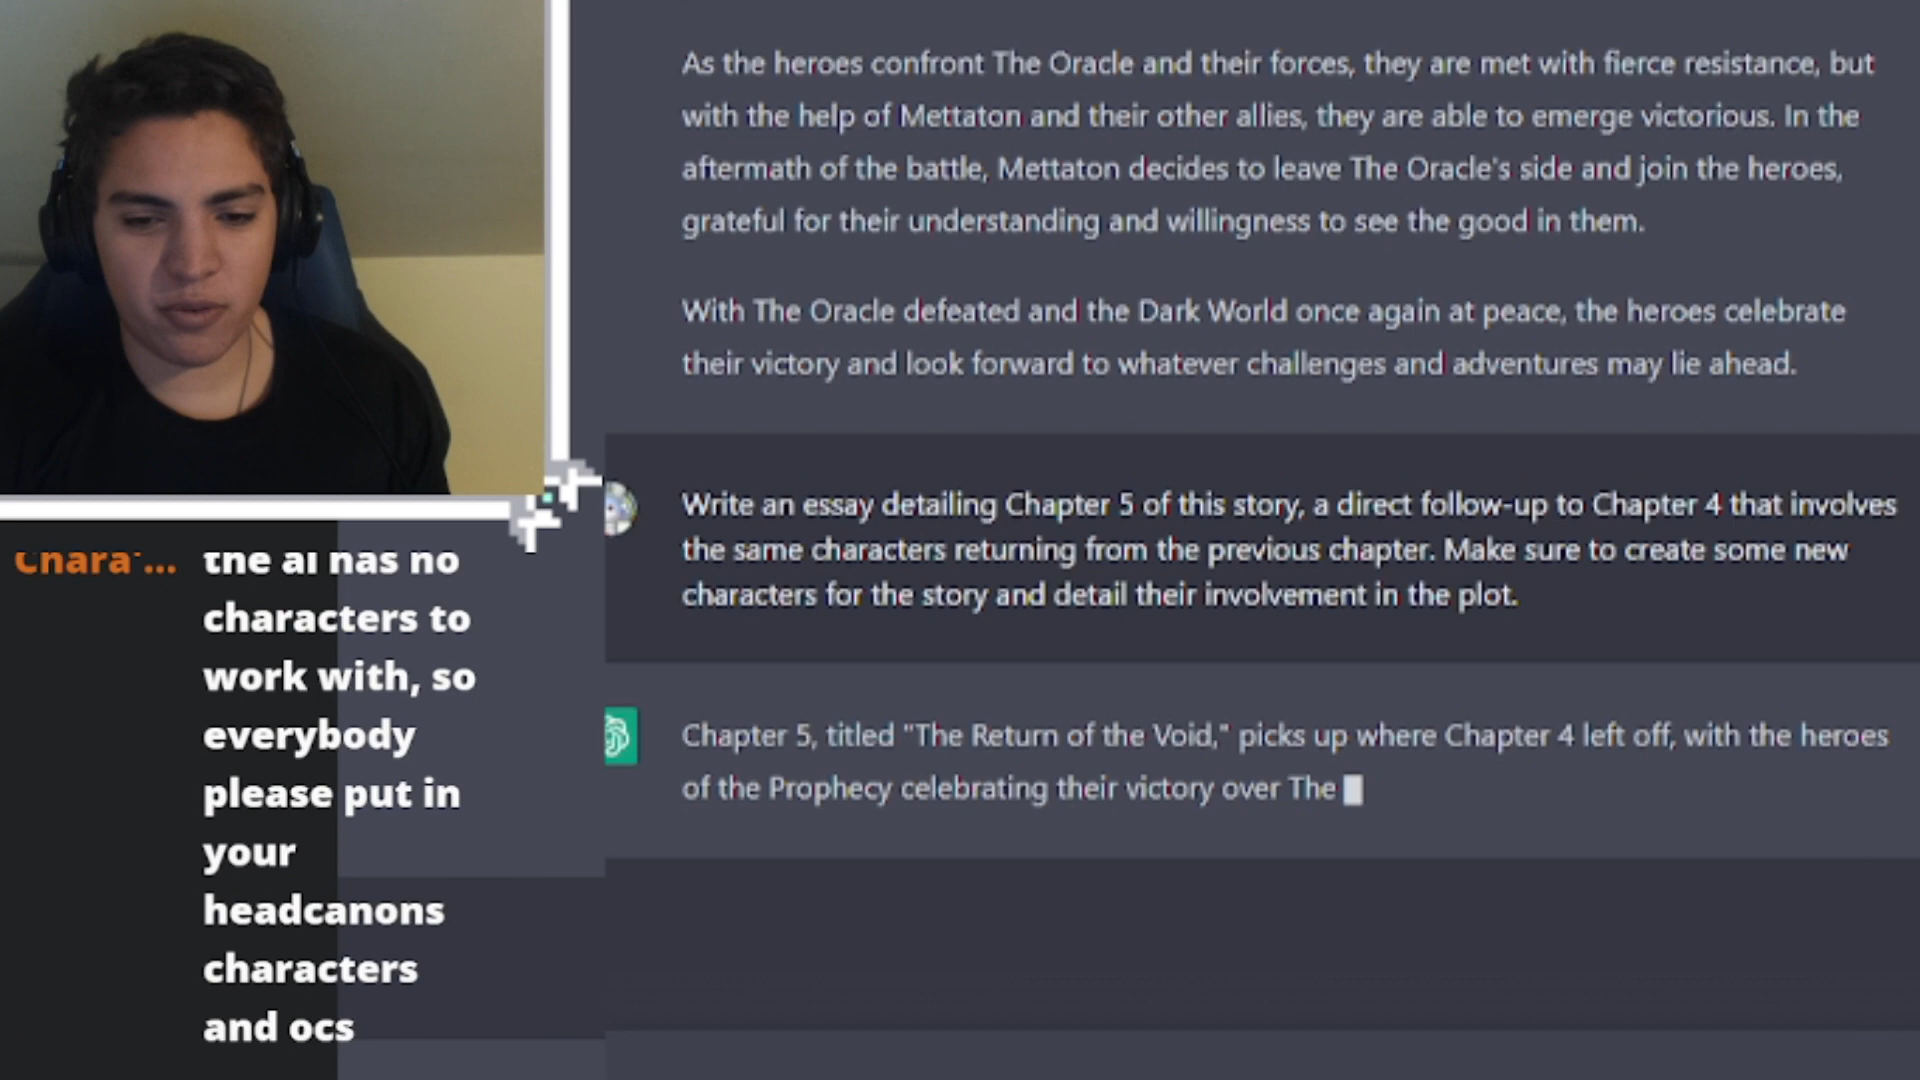 As the heroes confront The Oracle and their forces, they are met with fierce resistance, but
with the help of Mettaton and their other allies, they are able to emerge victorious. In the
aftermath of the battle, Mettaton decides to leave The Oracle's side and join the heroes,
grateful for their understanding and willingness to see the good in them.
With The Oracle defeated and the Dark World once again at peace, the heroes celebrate
their victory and look forward to whatever challenges and adventures may lie ahead.
Write an essay detailing Chapter 5 of this story, a direct follow-up to Chapter 4 that involves
the same characters returning from the previous chapter. Make sure to create some new
characters for the story and detail their involvement in the plot.
Chapter 5, titled "The Return of the Void," picks up where Chapter 4 left off, with the heroes
of the Prophecy celebrating their victory over The
Chara'... the ai has no
characters to
work with, so
everybody
please put in
your
headcanons
characters
and ocs